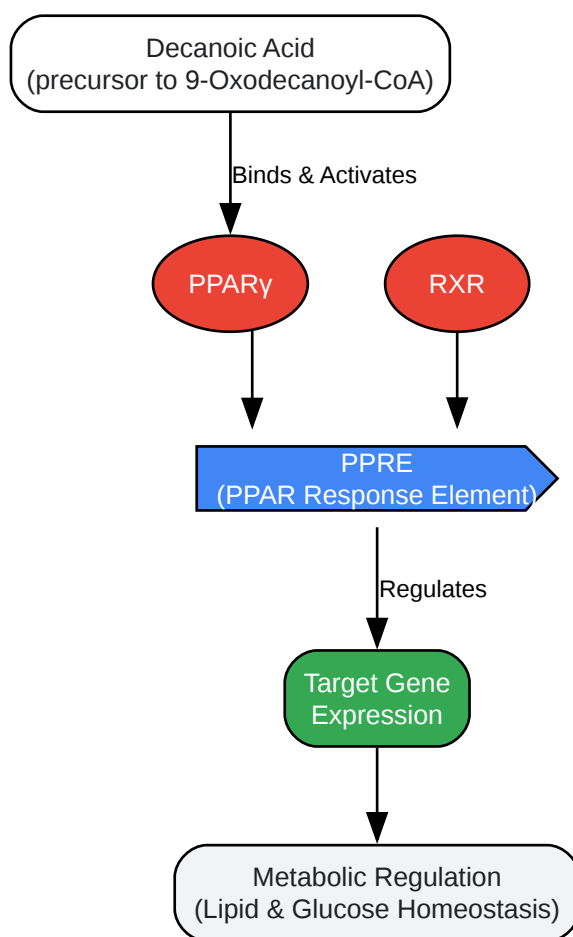 Decanoic Acid
(precursor to 9-Oxodecanoyl-CoA)
Binds & Activates
PPARγ
RXR
PPRE
(PPAR Response Element)
Regulates
Target Gene
Expression
Metabolic Regulation
(Lipid & Glucose Homeostasis)